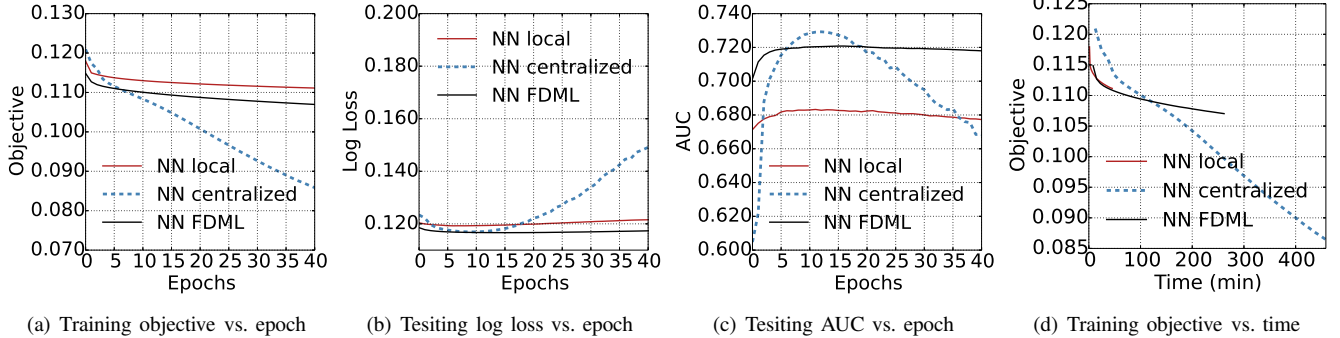 0.130
0.120
0.110
0.100
0.090
0.080
0.070
Objective
NN local
NN centralized
NN FDML
0 5 10 15 20 25 30 35 40
Epochs
(a) Training objective vs. epoch
0.200
0.180
0.160
0.140
0.120
0.100
Log Loss
NN local
NN centralized
NN FDML
0 5 10 15 20 25 30 35 40
Epochs
(b) Tesiting log loss vs. epoch
0.740
0.720
0.700
0.680
0.660
0.640
0.620
0.600
AUC
NN local
NN centralized
NN FDML
0 5 10 15 20 25 30 35 40
Epochs
(c) Tesiting AUC vs. epoch
0.125
0.120
0.115
0.110
0.105
0.100
0.095
0.090
0.085
Objective
NN local
NN centralized
NN FDML
0 100 200 300 400
Time (min)
(d) Training objective vs. time